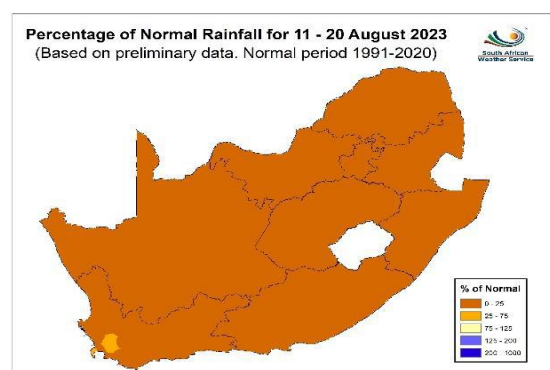 Percentage of Normal Rainfall for 11 - 20 August 2023
(Based on preliminary data. Normal period 1991-2020)
South African
Weather Service
% of Normal
0 - 25
25 - 75
75 - 125
125 - 200
200 - 1000